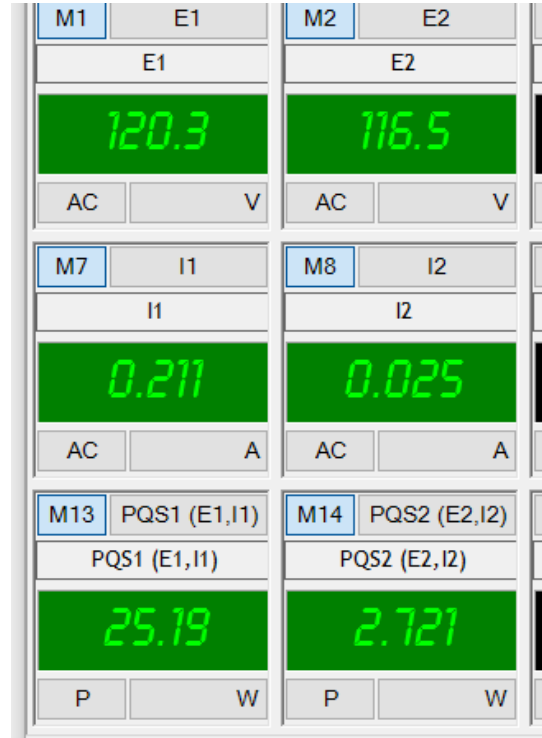 M1 E1 M2 E2
E1 E2
120.3 116.5
AC V AC V
M7 I1 M8 I2
I1 I2
0.211 0.025
AC A AC A
M13 PQS1 (E1,I1) M14 PQS2 (E2,I2)
PQS1 (E1,I1) PQS2 (E2,I2)
25.19 2.721
P W P W